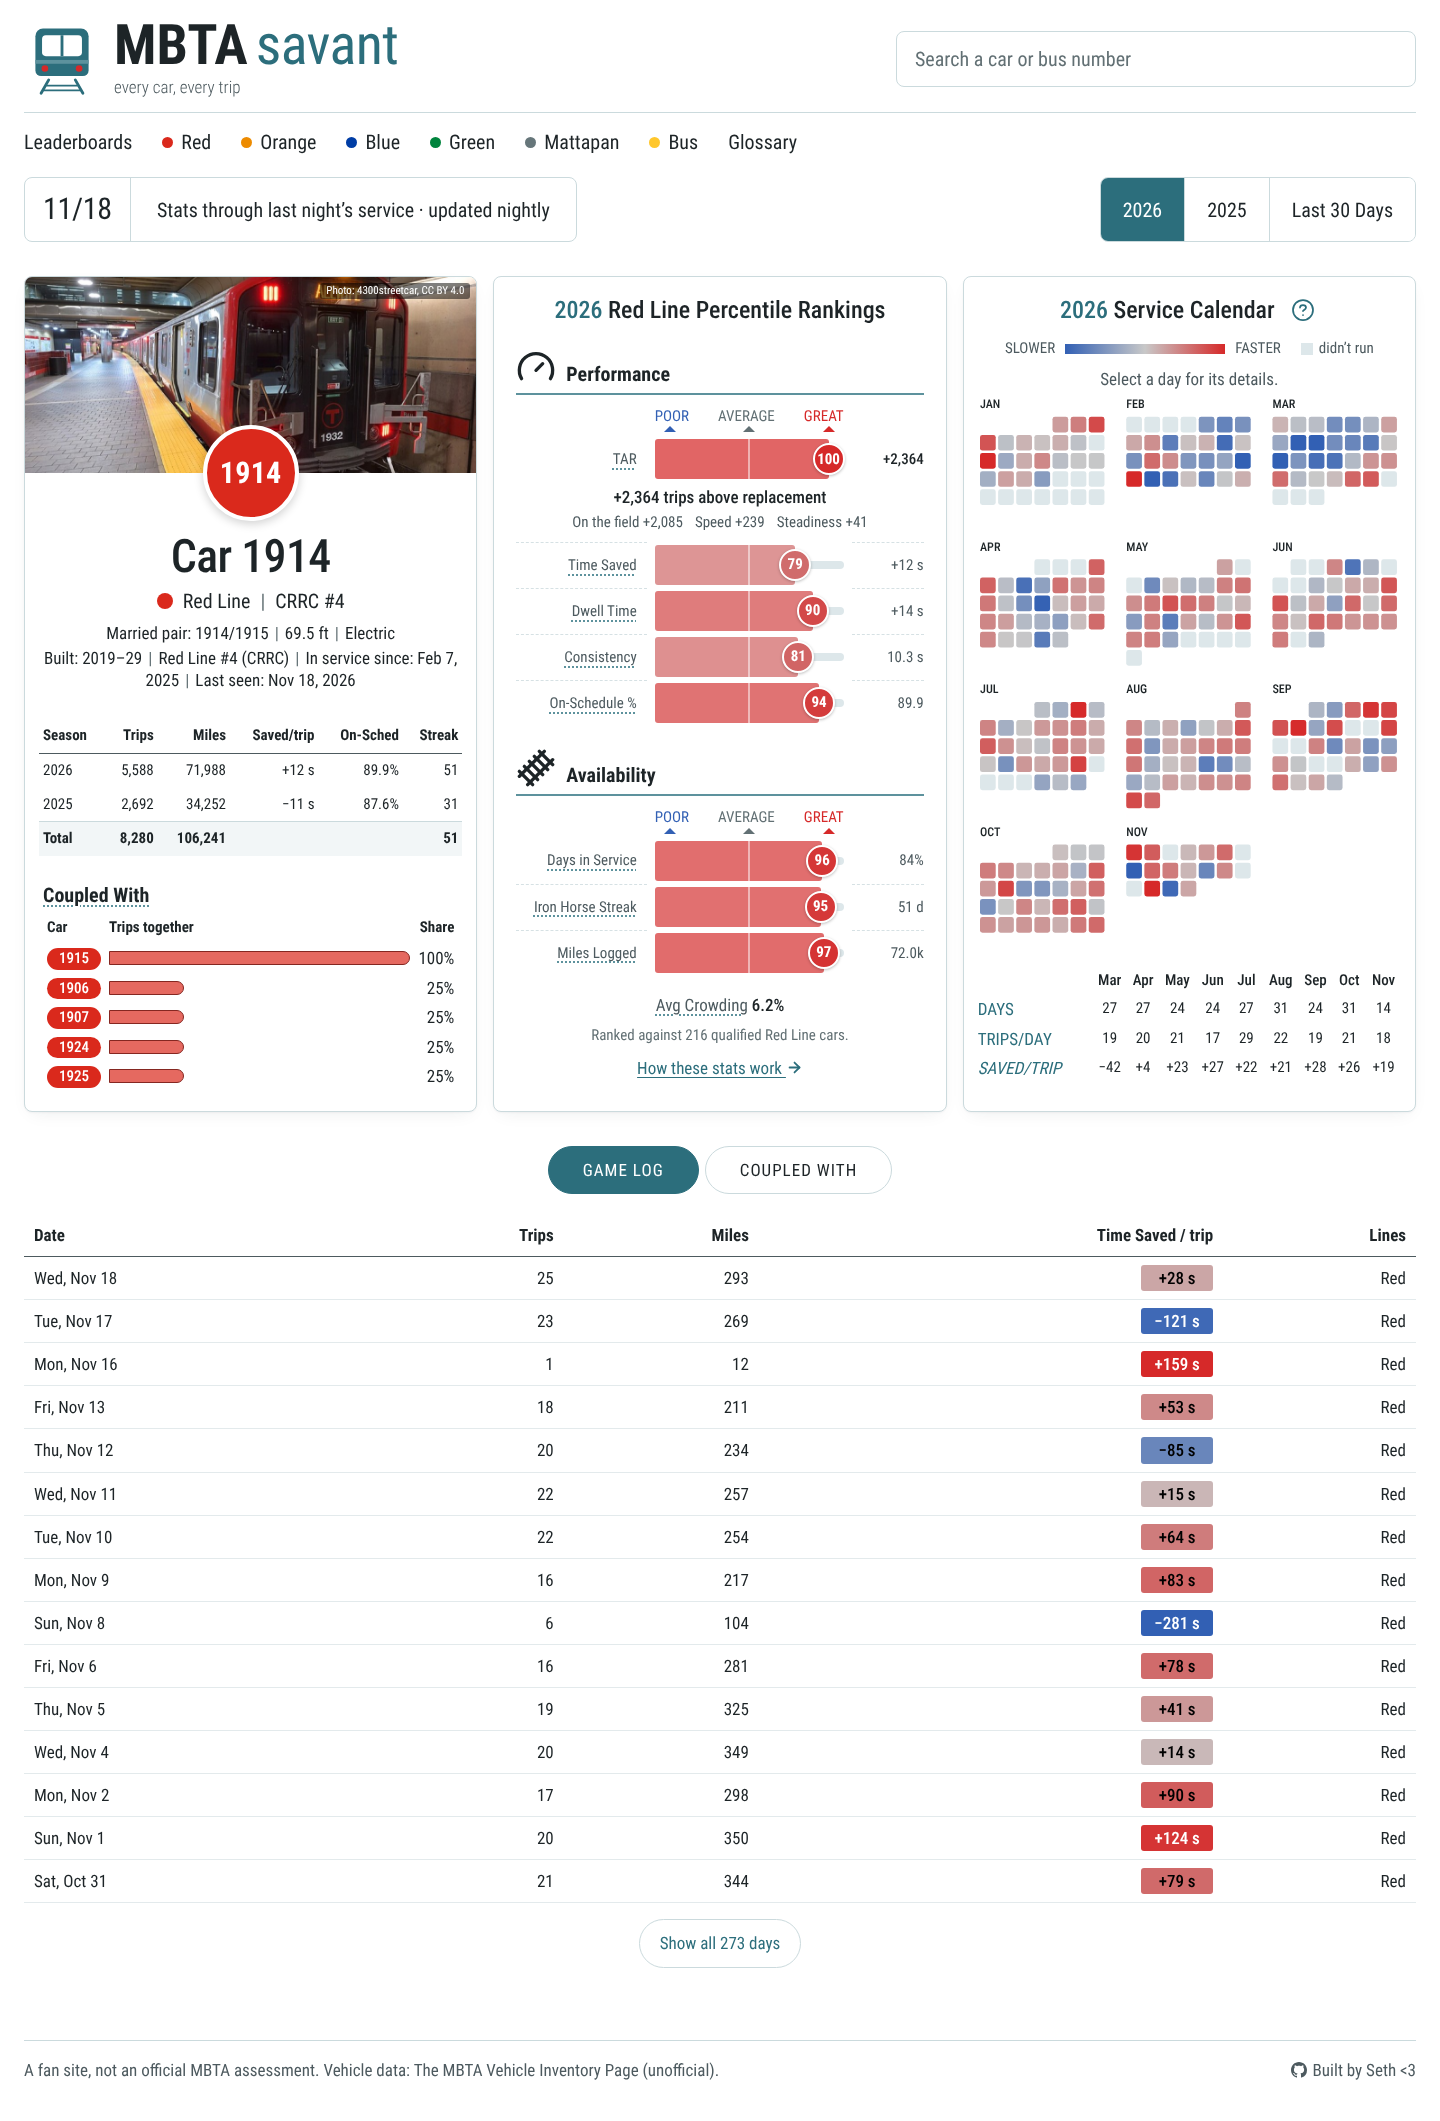 MBTA savant
every car, every trip
Search a car or bus number
Leaderboards Red Orange Blue Green Mattapan Bus Glossary
11/18 Stats through last night’s service · updated nightly
2026 2025 Last 30 Days
Photo: 4300streetcar, CC BY 4.0
1932
1914
Car 1914
Red Line | CRRC #4
Married pair: 1914/1915 | 69.5 ft | Electric
Built: 2019–29 | Red Line #4 (CRRC) | In service since: Feb 7,
2025 | Last seen: Nov 18, 2026
Season Trips Miles Saved/trip On-Sched Streak
2026 5,588 71,988 +12 s 89.9% 51
2025 2,692 34,252 −11 s 87.6% 31
Total 8,280 106,241 51
Coupled With
Car Trips together Share
1915 100%
1906 25%
1907 25%
1924 25%
1925 25%
2026 Red Line Percentile Rankings
Performance
POOR AVERAGE GREAT
TAR 100 +2,364
+2,364 trips above replacement
On the field +2,085 Speed +239 Steadiness +41
Time Saved 79 +12 s
Dwell Time 90 +14 s
Consistency 81 10.3 s
On-Schedule % 94 89.9
Availability
POOR AVERAGE GREAT
Days in Service 96 84%
Iron Horse Streak 95 51 d
Miles Logged 97 72.0k
Avg Crowding 6.2%
Ranked against 216 qualified Red Line cars.
How these stats work →
2026 Service Calendar ?
SLOWER FASTER didn’t run
Select a day for its details.
JAN FEB MAR
APR MAY JUN
JUL AUG SEP
OCT NOV
Mar Apr May Jun Jul Aug Sep Oct Nov
DAYS 27 27 24 24 27 31 24 31 14
TRIPS/DAY 19 20 21 17 29 22 19 21 18
SAVED/TRIP −42 +4 +23 +27 +22 +21 +28 +26 +19
GAME LOG COUPLED WITH
Date Trips Miles Time Saved / trip Lines
Wed, Nov 18 25 293 +28 s Red
Tue, Nov 17 23 269 −121 s Red
Mon, Nov 16 1 12 +159 s Red
Fri, Nov 13 18 211 +53 s Red
Thu, Nov 12 20 234 −85 s Red
Wed, Nov 11 22 257 +15 s Red
Tue, Nov 10 22 254 +64 s Red
Mon, Nov 9 16 217 +83 s Red
Sun, Nov 8 6 104 −281 s Red
Fri, Nov 6 16 281 +78 s Red
Thu, Nov 5 19 325 +41 s Red
Wed, Nov 4 20 349 +14 s Red
Mon, Nov 2 17 298 +90 s Red
Sun, Nov 1 20 350 +124 s Red
Sat, Oct 31 21 344 +79 s Red
Show all 273 days
A fan site, not an official MBTA assessment. Vehicle data: The MBTA Vehicle Inventory Page (unofficial).
Built by Seth <3